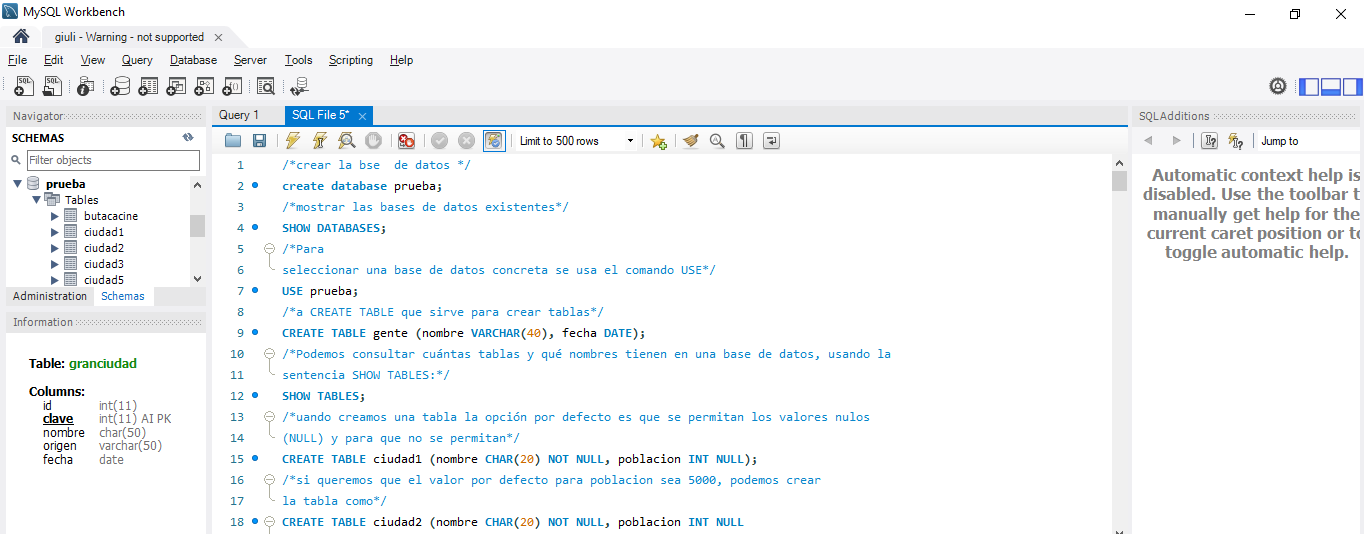 MySQL Workbench
giuli - Warning - not supported
File Edit View Query Database Server Tools Scripting Help
Navigator
SCHEMAS
Filter objects
prueba
Tables
butacacine
ciudad1
ciudad2
ciudad3
ciudad5
Administration Schemas
Information
Table: granciudad
Columns:
id int(11)
clave int(11) AI PK
nombre char(50)
origen varchar(50)
fecha date
Query 1 SQL File 5*
Limit to 500 rows
1 /*crear la bse  de datos */
2 create database prueba;
3 /*mostrar las bases de datos existentes*/
4 SHOW DATABASES;
5 /*Para
6 seleccionar una base de datos concreta se usa el comando USE*/
7 USE prueba;
8 /*a CREATE TABLE que sirve para crear tablas*/
9 CREATE TABLE gente (nombre VARCHAR(40), fecha DATE);
10 /*Podemos consultar cuántas tablas y qué nombres tienen en una base de datos, usando la
11 sentencia SHOW TABLES:*/
12 SHOW TABLES;
13 /*uando creamos una tabla la opción por defecto es que se permitan los valores nulos
14 (NULL) y para que no se permitan*/
15 CREATE TABLE ciudad1 (nombre CHAR(20) NOT NULL, poblacion INT NULL);
16 /*si queremos que el valor por defecto para poblacion sea 5000, podemos crear
17 la tabla como*/
18 CREATE TABLE ciudad2 (nombre CHAR(20) NOT NULL, poblacion INT NULL
SQLAdditions
Jump to
Automatic context help is
disabled. Use the toolbar t
manually get help for the
current caret position or to
toggle automatic help.